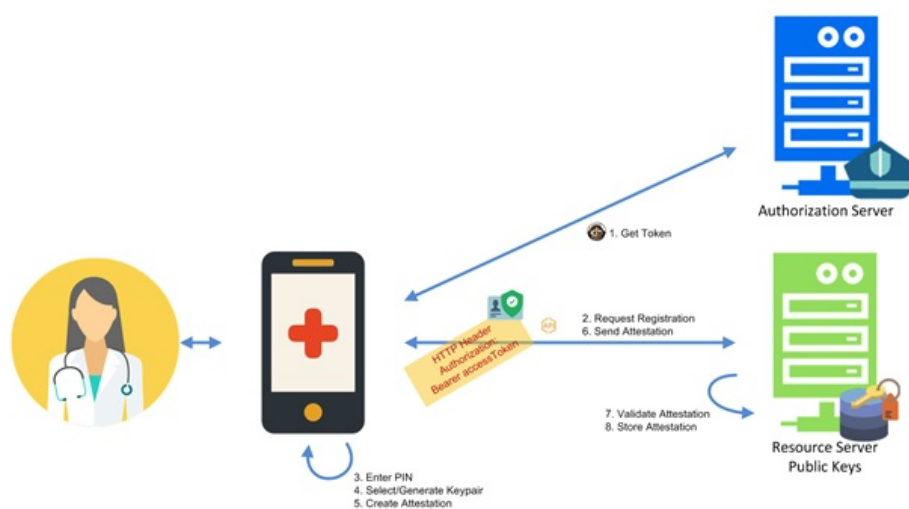 Authorization Server
1. Get Token
2. Request Registration
6. Send Attestation
API
HTTP Header
Authorization:
Bearer accessToken
7. Validate Attestation
8. Store Attestation
Resource Server
Public Keys
3. Enter PIN
4. Select/Generate Keypair
5. Create Attestation